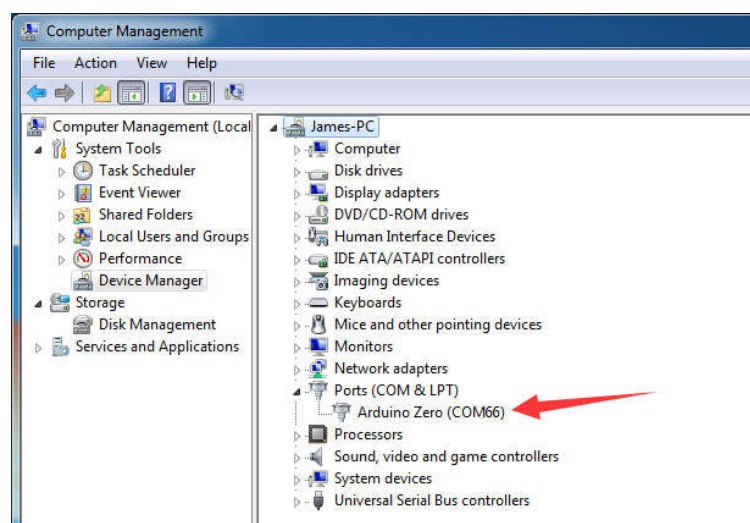 Computer Management
File Action View Help
Computer Management (Local
System Tools
Task Scheduler
Event Viewer
Shared Folders
Local Users and Groups
Performance
Device Manager
Storage
Disk Management
Services and Applications
James-PC
Computer
Disk drives
Display adapters
DVD/CD-ROM drives
Human Interface Devices
IDE ATA/ATAPI controllers
Imaging devices
Keyboards
Mice and other pointing devices
Monitors
Network adapters
Ports (COM & LPT)
Arduino Zero (COM66)
Processors
Sound, video and game controllers
System devices
Universal Serial Bus controllers